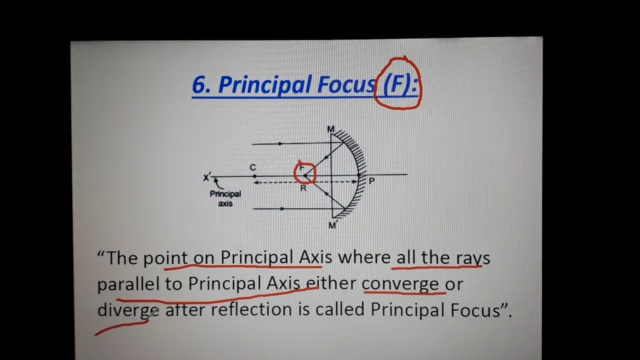 6. Principal Focus (F):
M
C
F
X'
R
P
Principal
axis
M'
“The point on Principal Axis where all the rays
parallel to Principal Axis either converge or
diverge after reflection is called Principal Focus”.